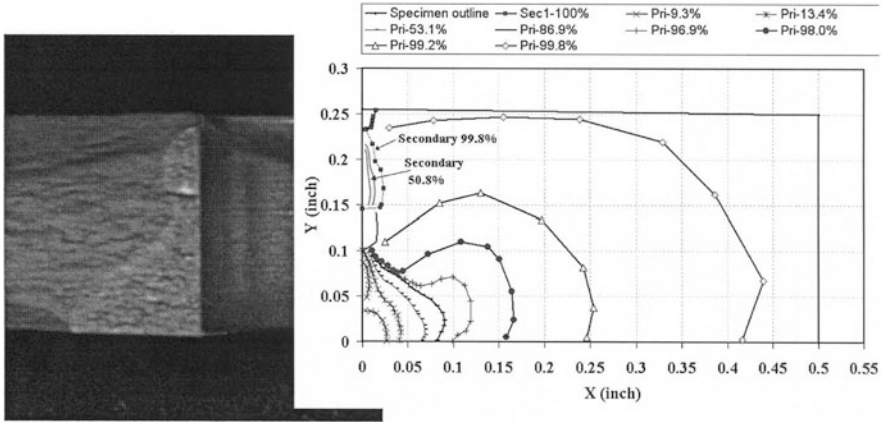 Specimen outline Sec1-100% Pri-9.3% Pri-13.4%
Pri-53.1% Pri-86.9% Pri-96.9% Pri-98.0%
Pri-99.2% Pri-99.8%
0.3
0.25
0.2
0.15
0.1
0.05
0
Y (inch)
Secondary 99.8%
Secondary
50.8%
0 0.05 0.1 0.15 0.2 0.25 0.3 0.35 0.4 0.45 0.5 0.55
X (inch)